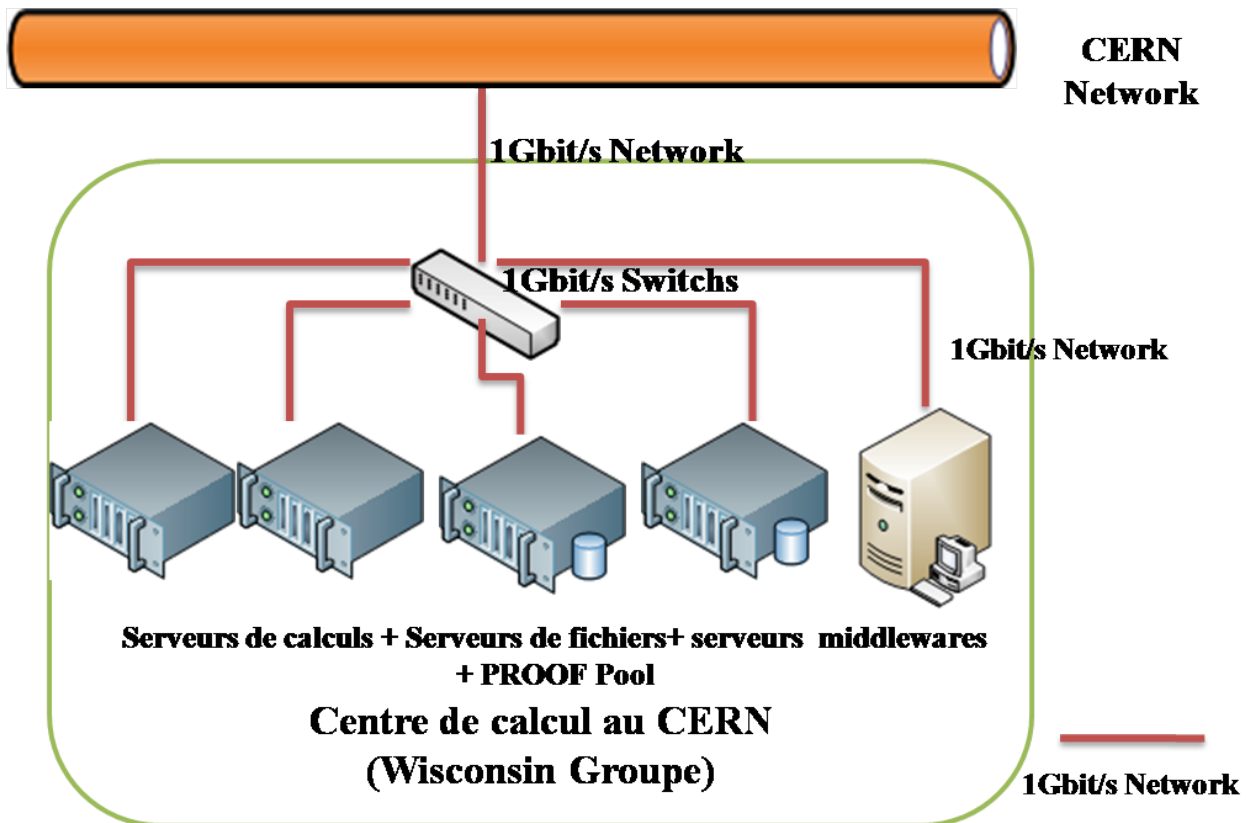 CERN
Network
1Gbit/s Network
1Gbit/s Switchs
1Gbit/s Network
Serveurs de calculs + Serveurs de fichiers+ serveurs middlewares
+ PROOF Pool
Centre de calcul au CERN
(Wisconsin Groupe)
1Gbit/s Network